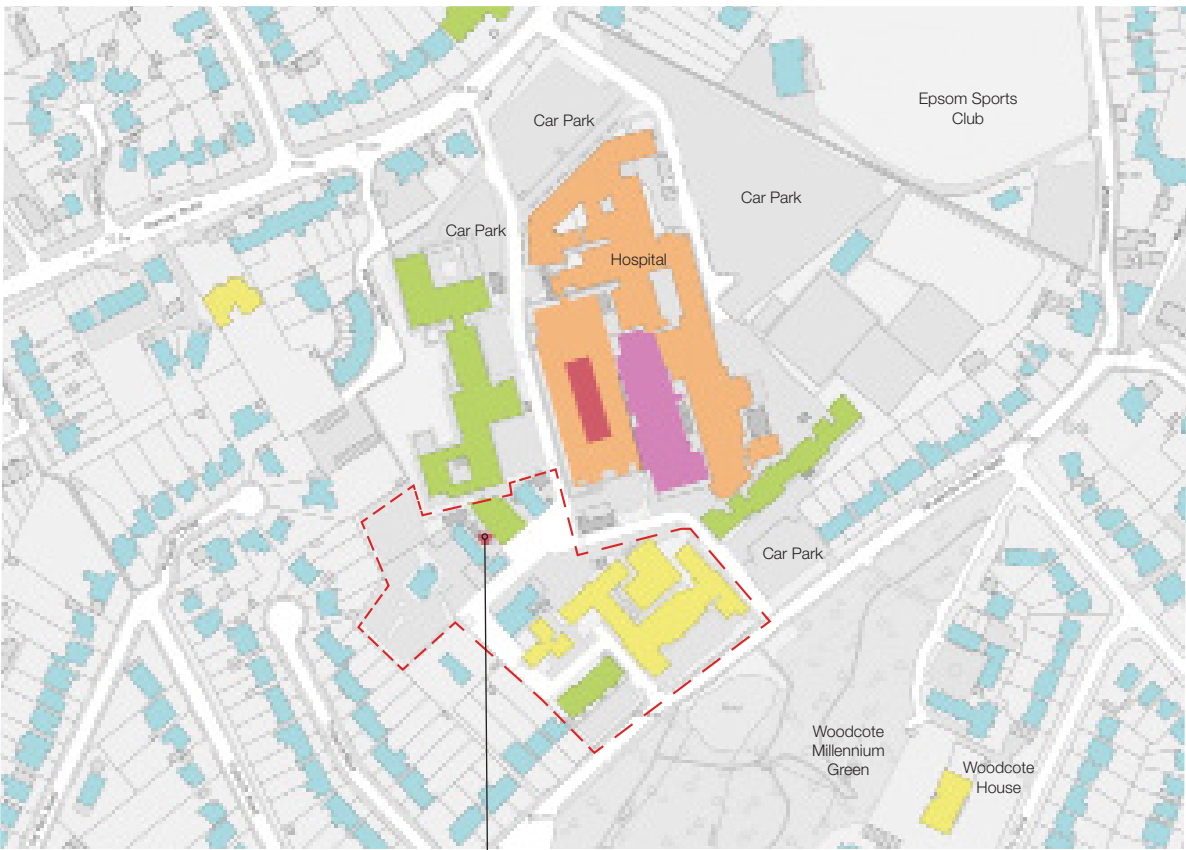 Epsom Sports
Club
Car Park
Car Park
Car Park
Hospital
Car Park
Woodcote
Millennium
Green
Woodcote
House